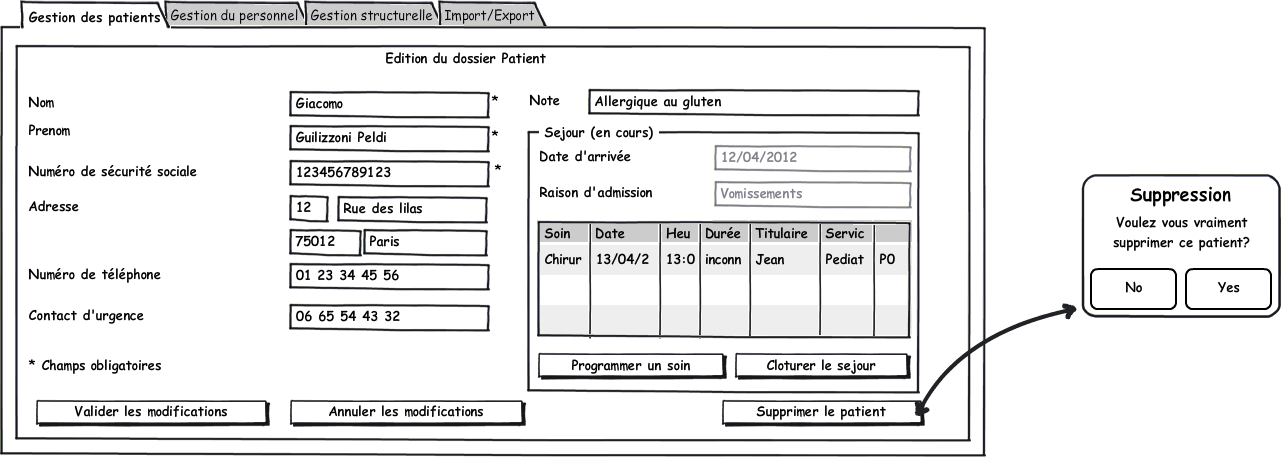 Gestion des patients Gestion du personnel Gestion structurelle Import/Export
Edition du dossier Patient
Nom Giacomo *
Prenom Guilizzoni Peldi *
Numéro de sécurité sociale 123456789123 *
Adresse 12 Rue des lilas
75012 Paris
Numéro de téléphone 01 23 34 45 56
Contact d'urgence 06 65 54 43 32
* Champs obligatoires
Note Allergique au gluten
Sejour (en cours)
Date d'arrivée 12/04/2012
Raison d'admission Vomissements
Soin Date Heu Durée Titulaire Servic
Chirur 13/04/2 13:0 inconn Jean Pediat P0
Programmer un soin Cloturer le sejour
Valider les modifications Annuler les modifications Supprimer le patient
Suppression
Voulez vous vraiment
supprimer ce patient?
No Yes